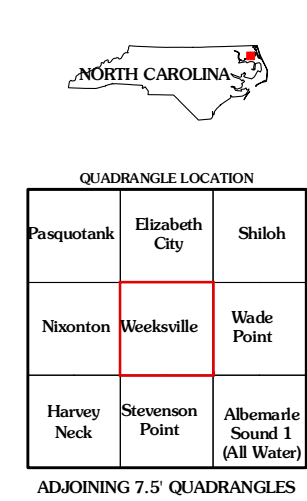 NORTH CAROLINA
QUADRANGLE LOCATION
Pasquotank
Elizabeth
City
Shiloh
Nixonton
Weeksville
Wade
Point
Harvey
Neck
Stevenson
Point
Albemarle
Sound 1
(All Water)
ADJOINING 7.5' QUADRANGLES